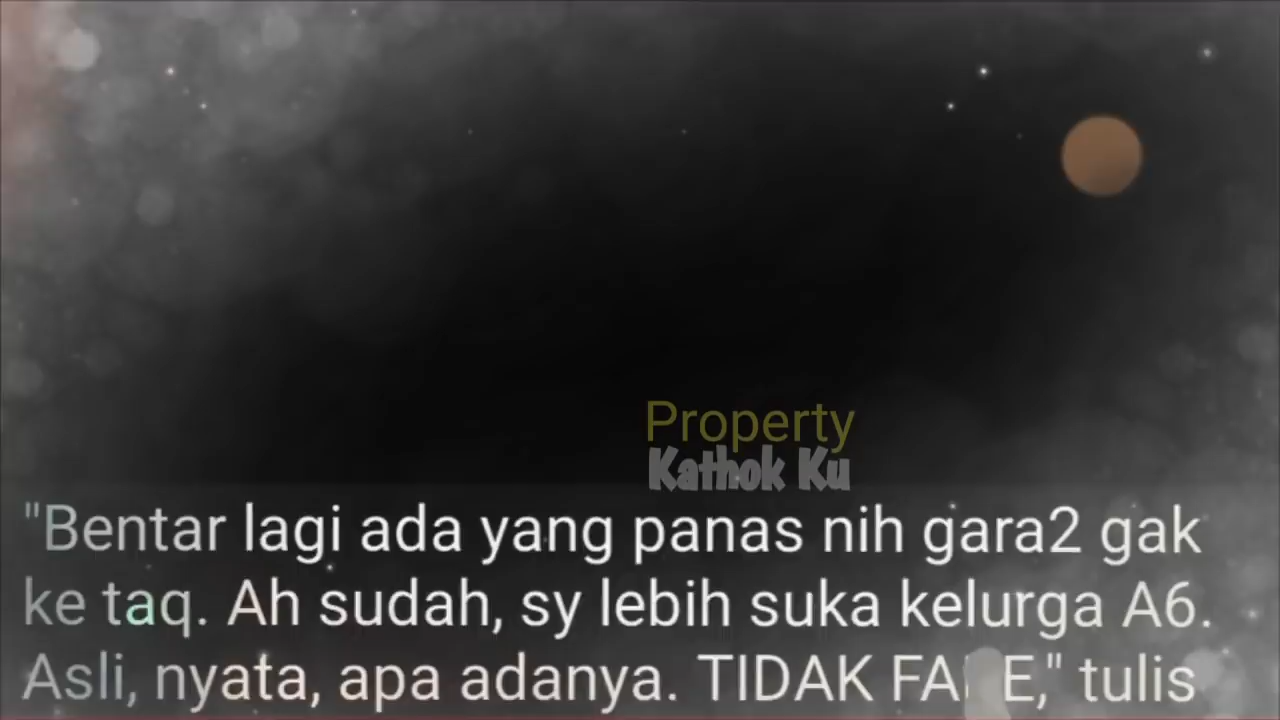 Property
Kathok Ku
"Bentar lagi ada yang panas nih gara2 gak
ke taq. Ah sudah, sy lebih suka kelurga A6.
Asli, nyata, apa adanya. TIDAK tulis